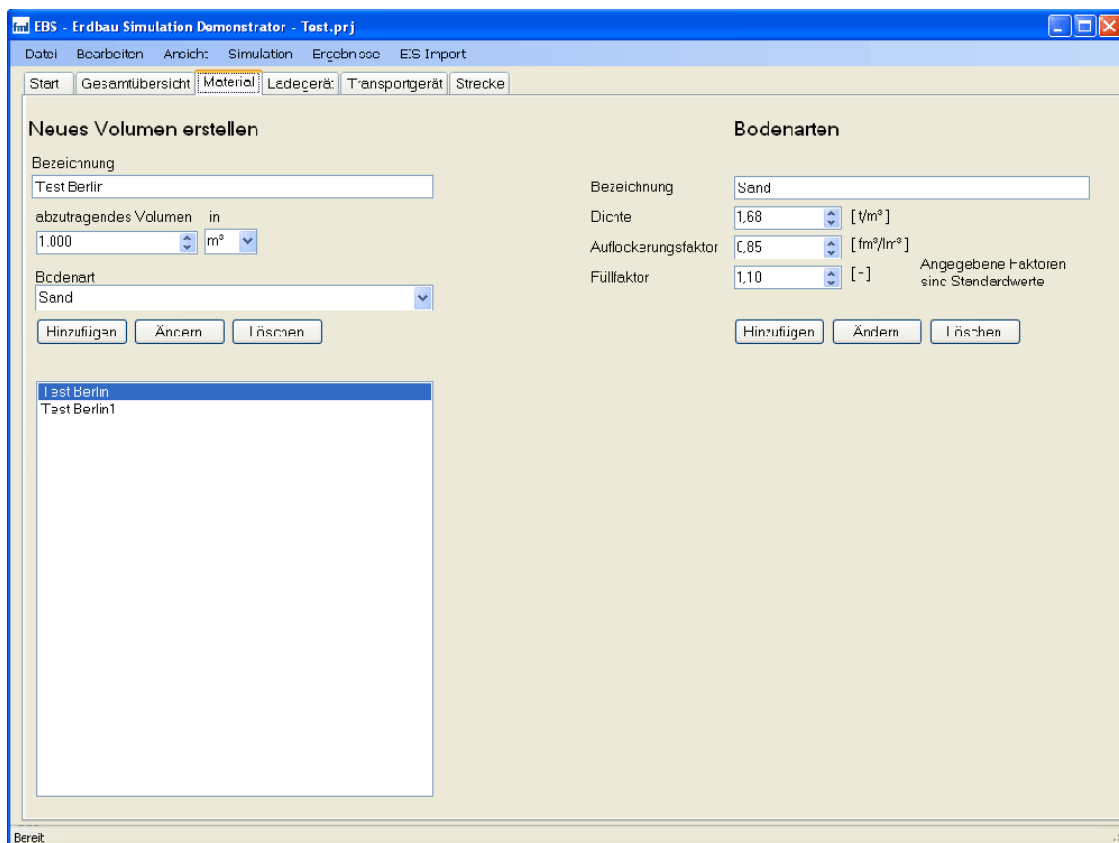 fml EBS - Erdbau Simulation Demonstrator - Test.prj
Datei Bearbeiten Ansicht Simulation Ergebnisse EIS Import
Start Gesamtübersicht Material Ladegerät Transportgerät Strecke
Neues Volumen erstellen
Bezeichnung
Test Berlin
abzutragendes Volumen in
1.000 m³
Bodenart
Sand
Hinzufügen Ändern Löschen
Test Berlin
Test Berlin1
Bodenarten
Bezeichnung Sand
Dichte 1,68 [t/m³]
Auflockerungsfaktor 0,85 [fm³/lm³]
Füllfaktor 1,10 [-]
Angegebene Faktoren
sind Standardwerte
Hinzufügen Ändern Löschen
Bereit